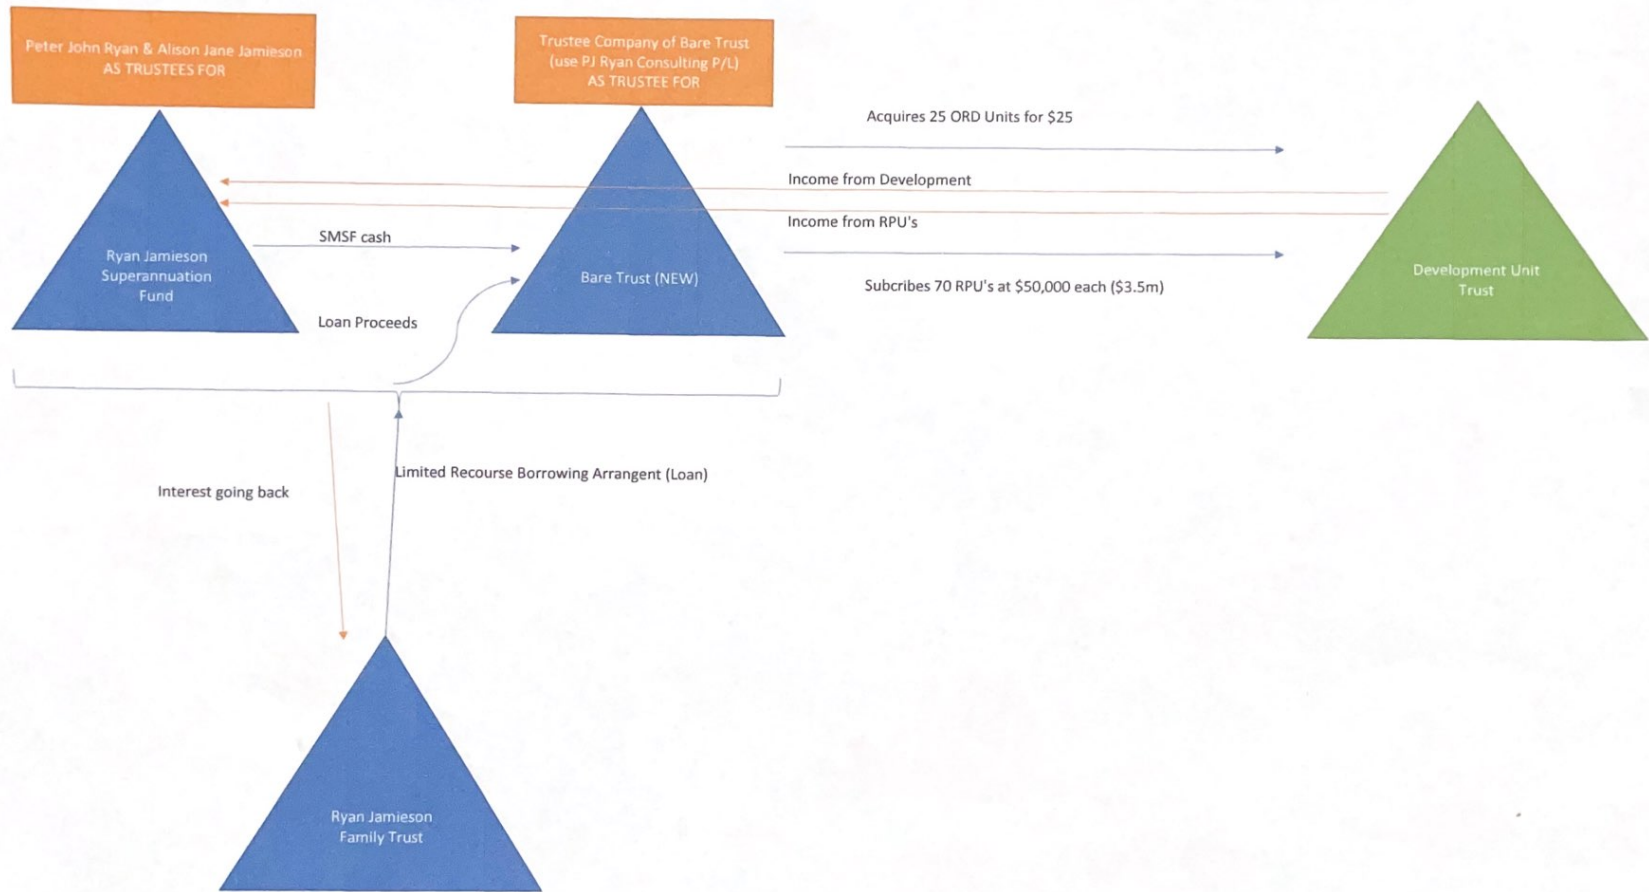 Peter John Ryan & Alison Jane Jamieson
AS TRUSTEES FOR
Trustee Company of Bare Trust
(use PJ Ryan Consulting P/L)
AS TRUSTEE FOR
Acquires 25 ORD Units for $25
Income from Development
Income from RPU's
SMSF cash
Ryan Jamieson
Superannuation
Fund
Bare Trust (NEW)
Development Unit
Trust
Subcribes 70 RPU's at $50,000 each ($3.5m)
Loan Proceeds
Limited Recourse Borrowing Arrangent (Loan)
Interest going back
Ryan Jamieson
Family Trust